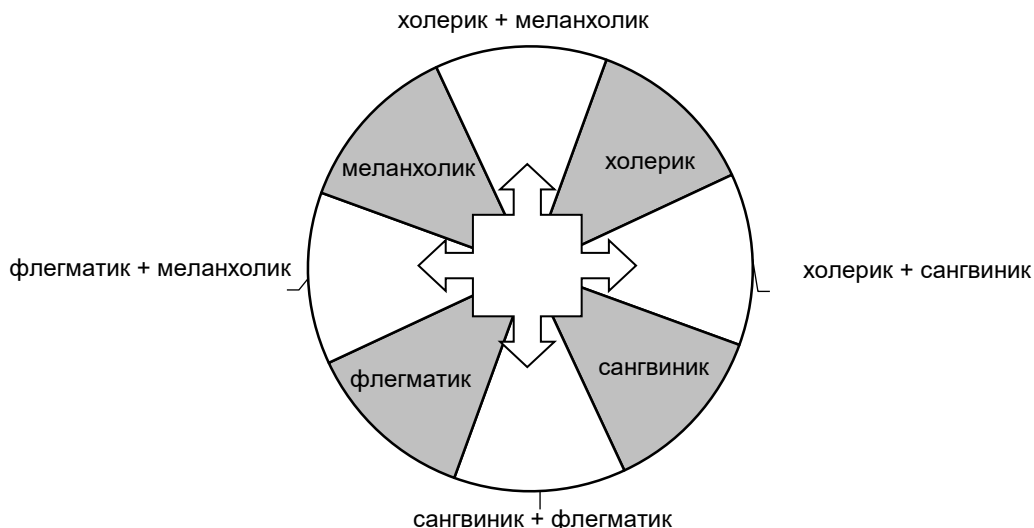 холерик + меланхолик
меланхолик
холерик
флегматик + меланхолик
холерик + сангвиник
флегматик
сангвиник
сангвиник + флегматик